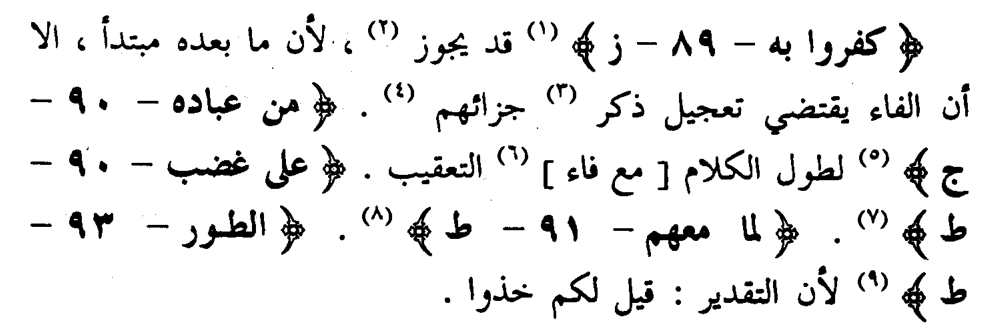 ﴿ كفروا به – ٨٩ – ز ﴾ (١) قد يجوز (٢) ، لأن ما بعده مبتدأ ، الا
أن الفاء يقتضي تعجيل ذكر (٣) جزائهم (٤) . ﴿ من عباده – ٩٠ –
ج ﴾ (٥) لطول الكلام [ مع فاء ] (٦) التعقيب . ﴿ على غضب – ٩٠ –
ط ﴾ (٧) . ﴿ لما معهم – ٩١ – ط ﴾ (٨) . ﴿ الطور – ٩٣ –
ط ﴾ (٩) لأن التقدير : قيل لكم خذوا .